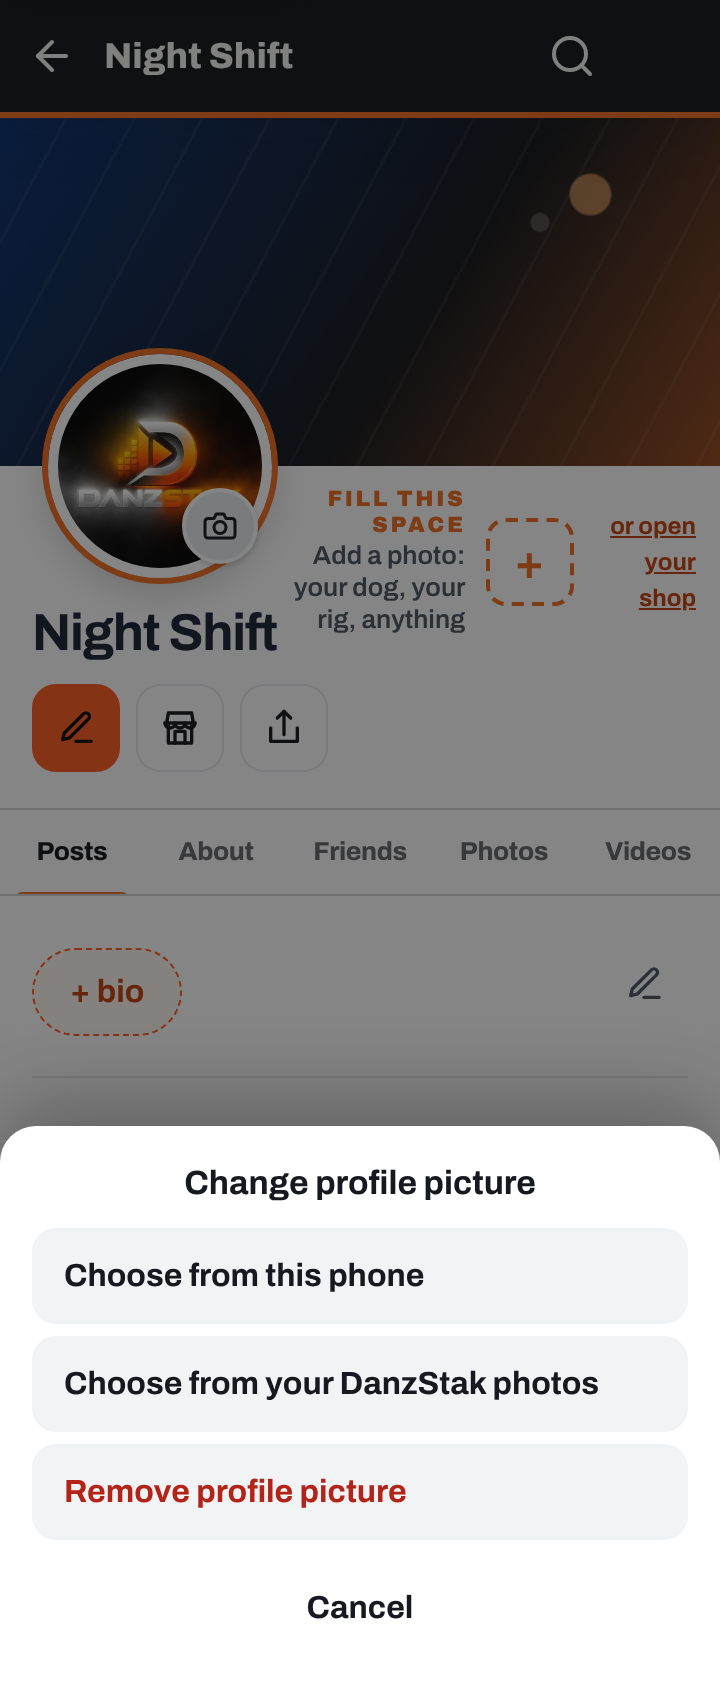 Night Shift
DANZST
FILL THIS
SPACE
Add a photo:
your dog, your
rig, anything
+
or open
your
shop
Night Shift
Posts
About
Friends
Photos
Videos
+ bio
Change profile picture
Choose from this phone
Choose from your DanzStak photos
Remove profile picture
Cancel